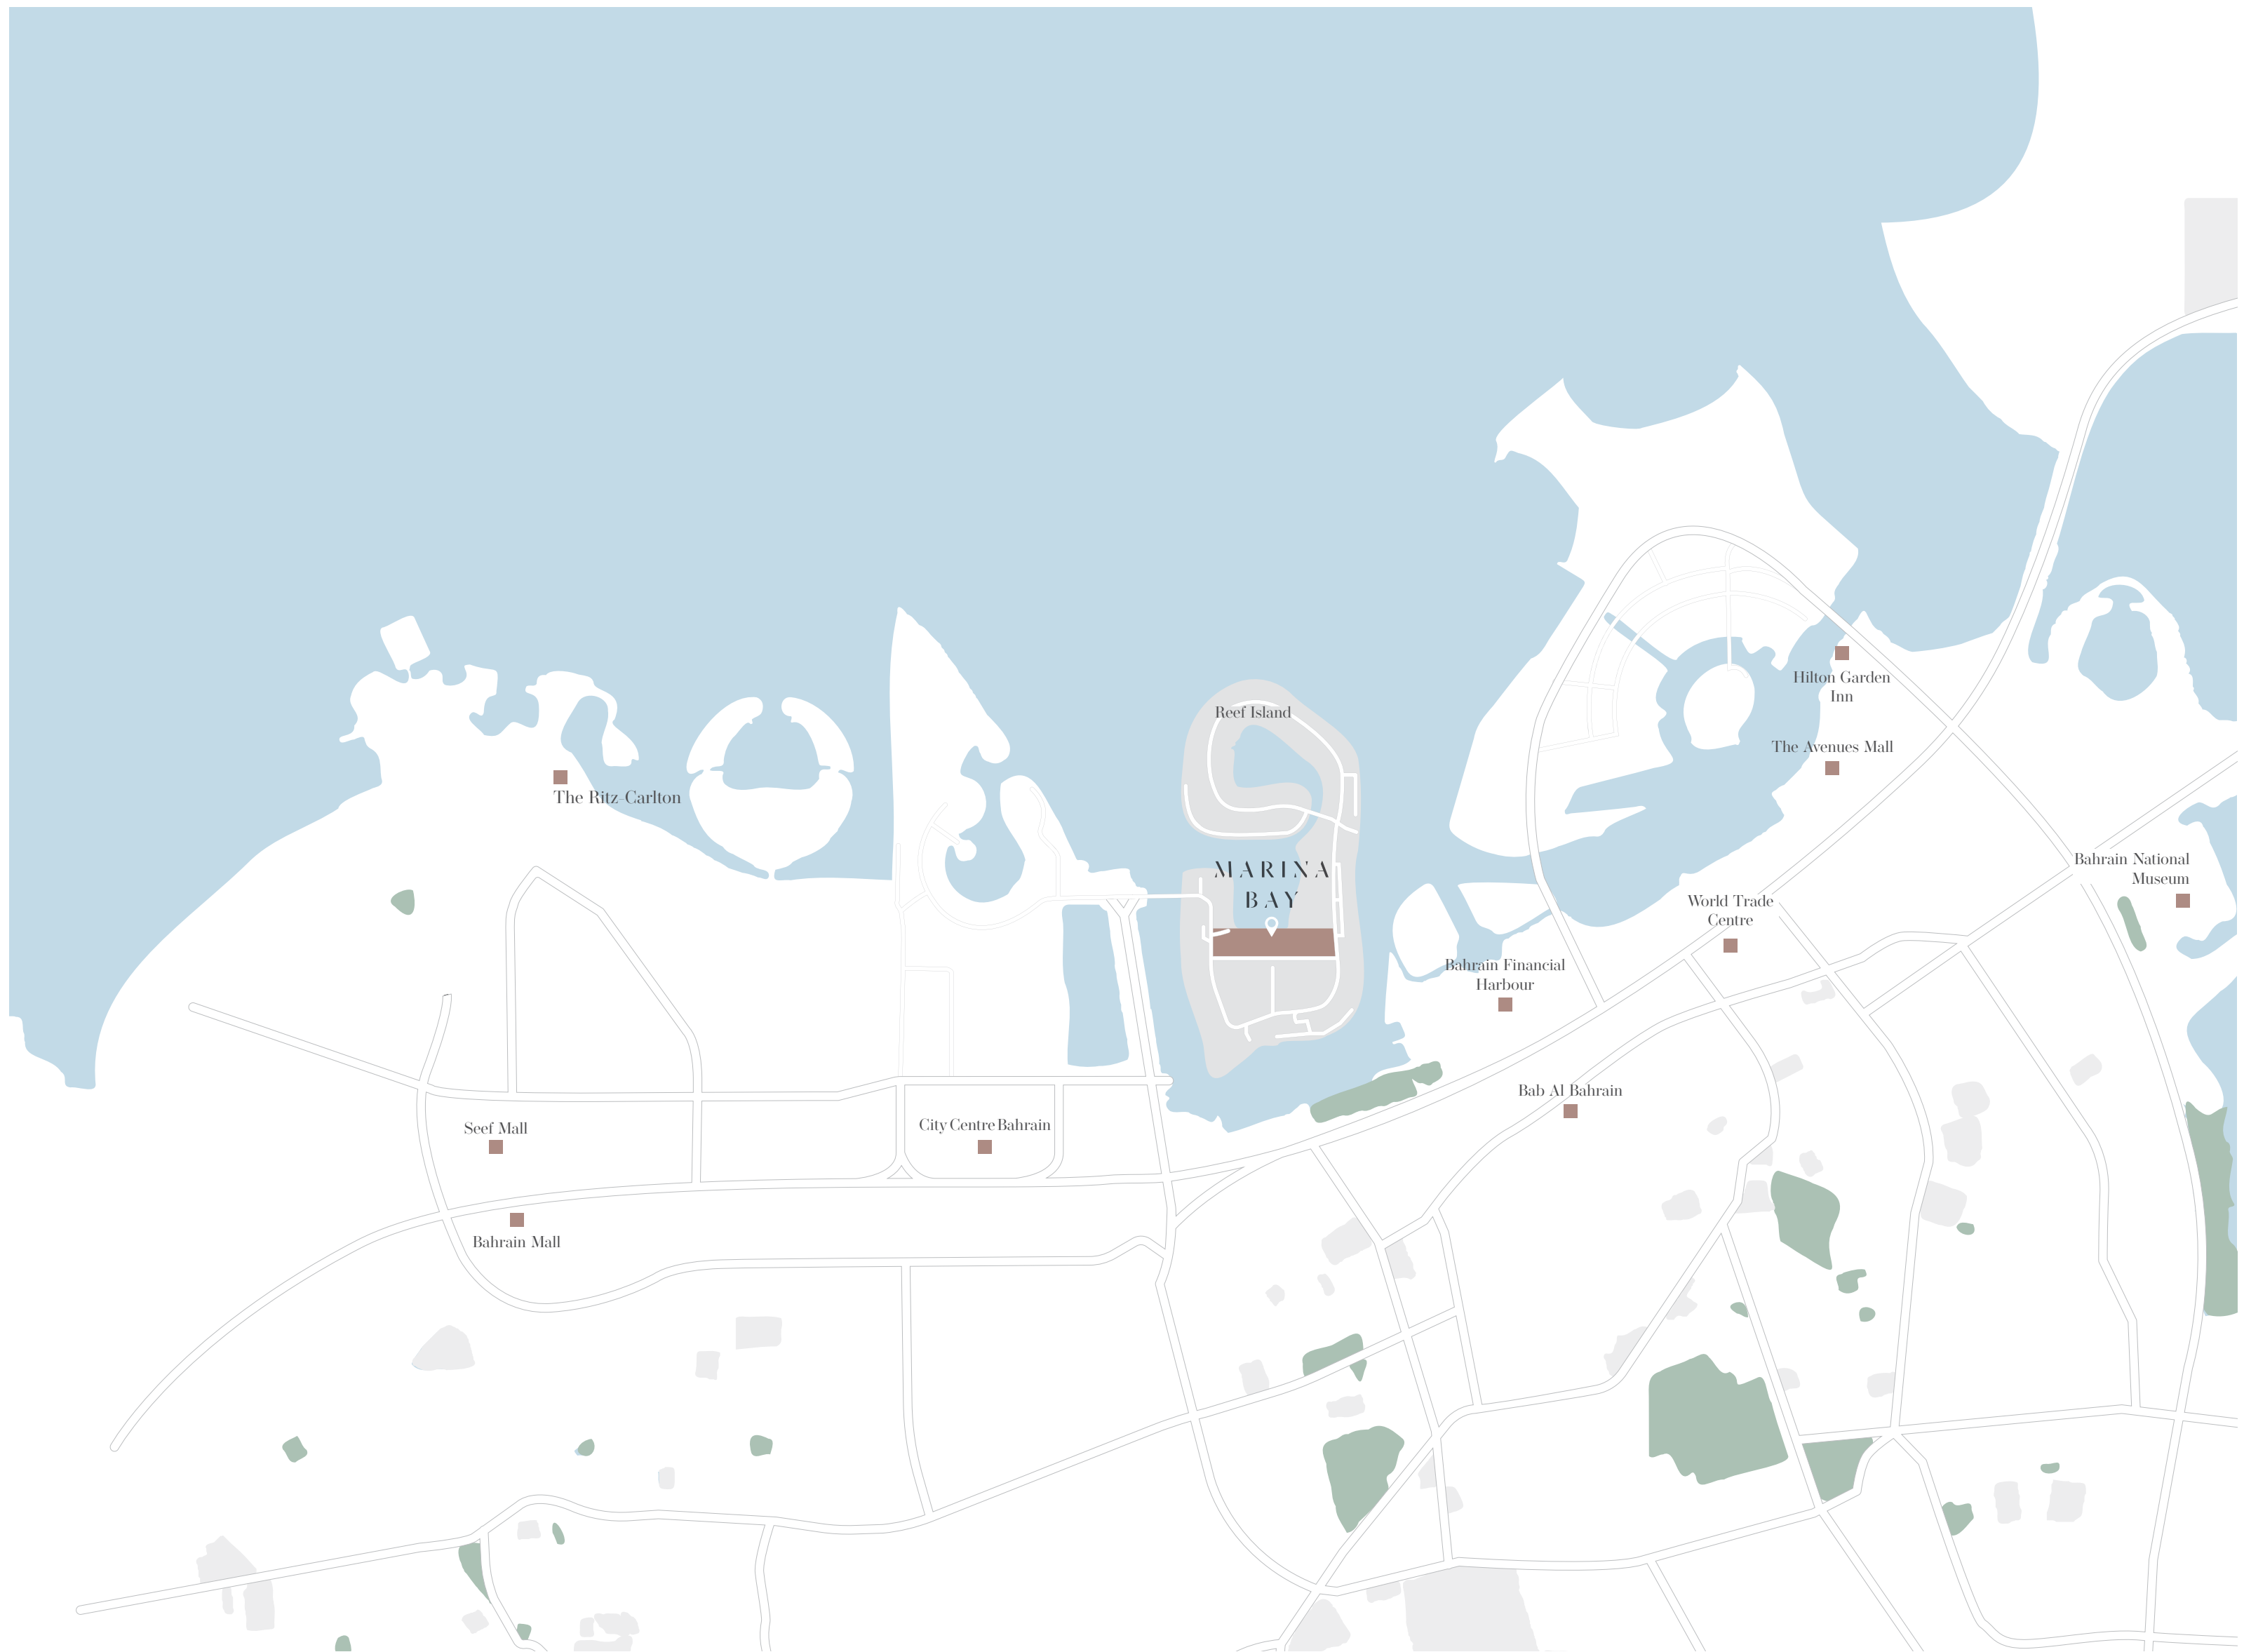 Hilton Garden
Inn
Reef Island
The Avenues Mall
The Ritz-Carlton
MARINA
BAY
Bahrain National
Museum
World Trade
Centre
Bahrain Financial
Harbour
Bab Al Bahrain
Seef Mall
City Centre Bahrain
Bahrain Mall